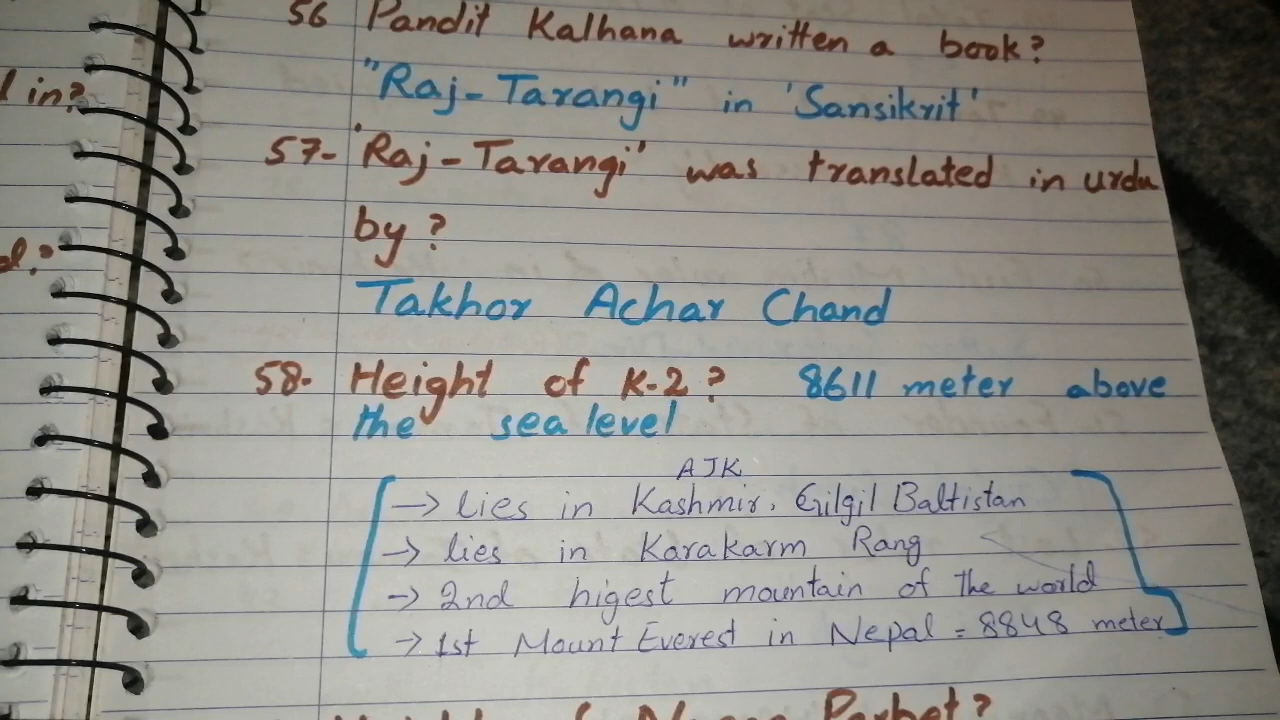 56 Pandit Kalhana written a book?
"Raj-Tarangi" in 'Sansikrit'
l in?
57- 'Raj-Tarangi' was translated in urdu
by?
d?
Takhor Achar Chand
58- Height of K-2? 8611 meter above
the sea level
AJK
→ lies in Kashmir, Gilgil Baltistan
→ lies in Karakarm Rang
→ 2nd higest mountain of the world
→ 1st Mount Everest in Nepal = 8848 meter
Parbat?